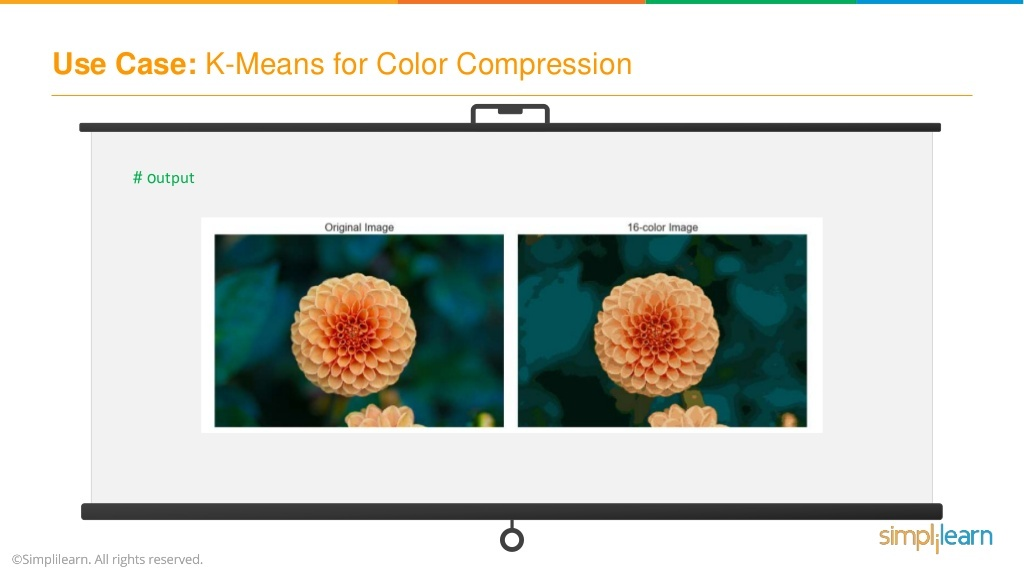 Use Case: K-Means for Color Compression
# output
Original Image
16-color Image
simplilearn
©Simplilearn. All rights reserved.